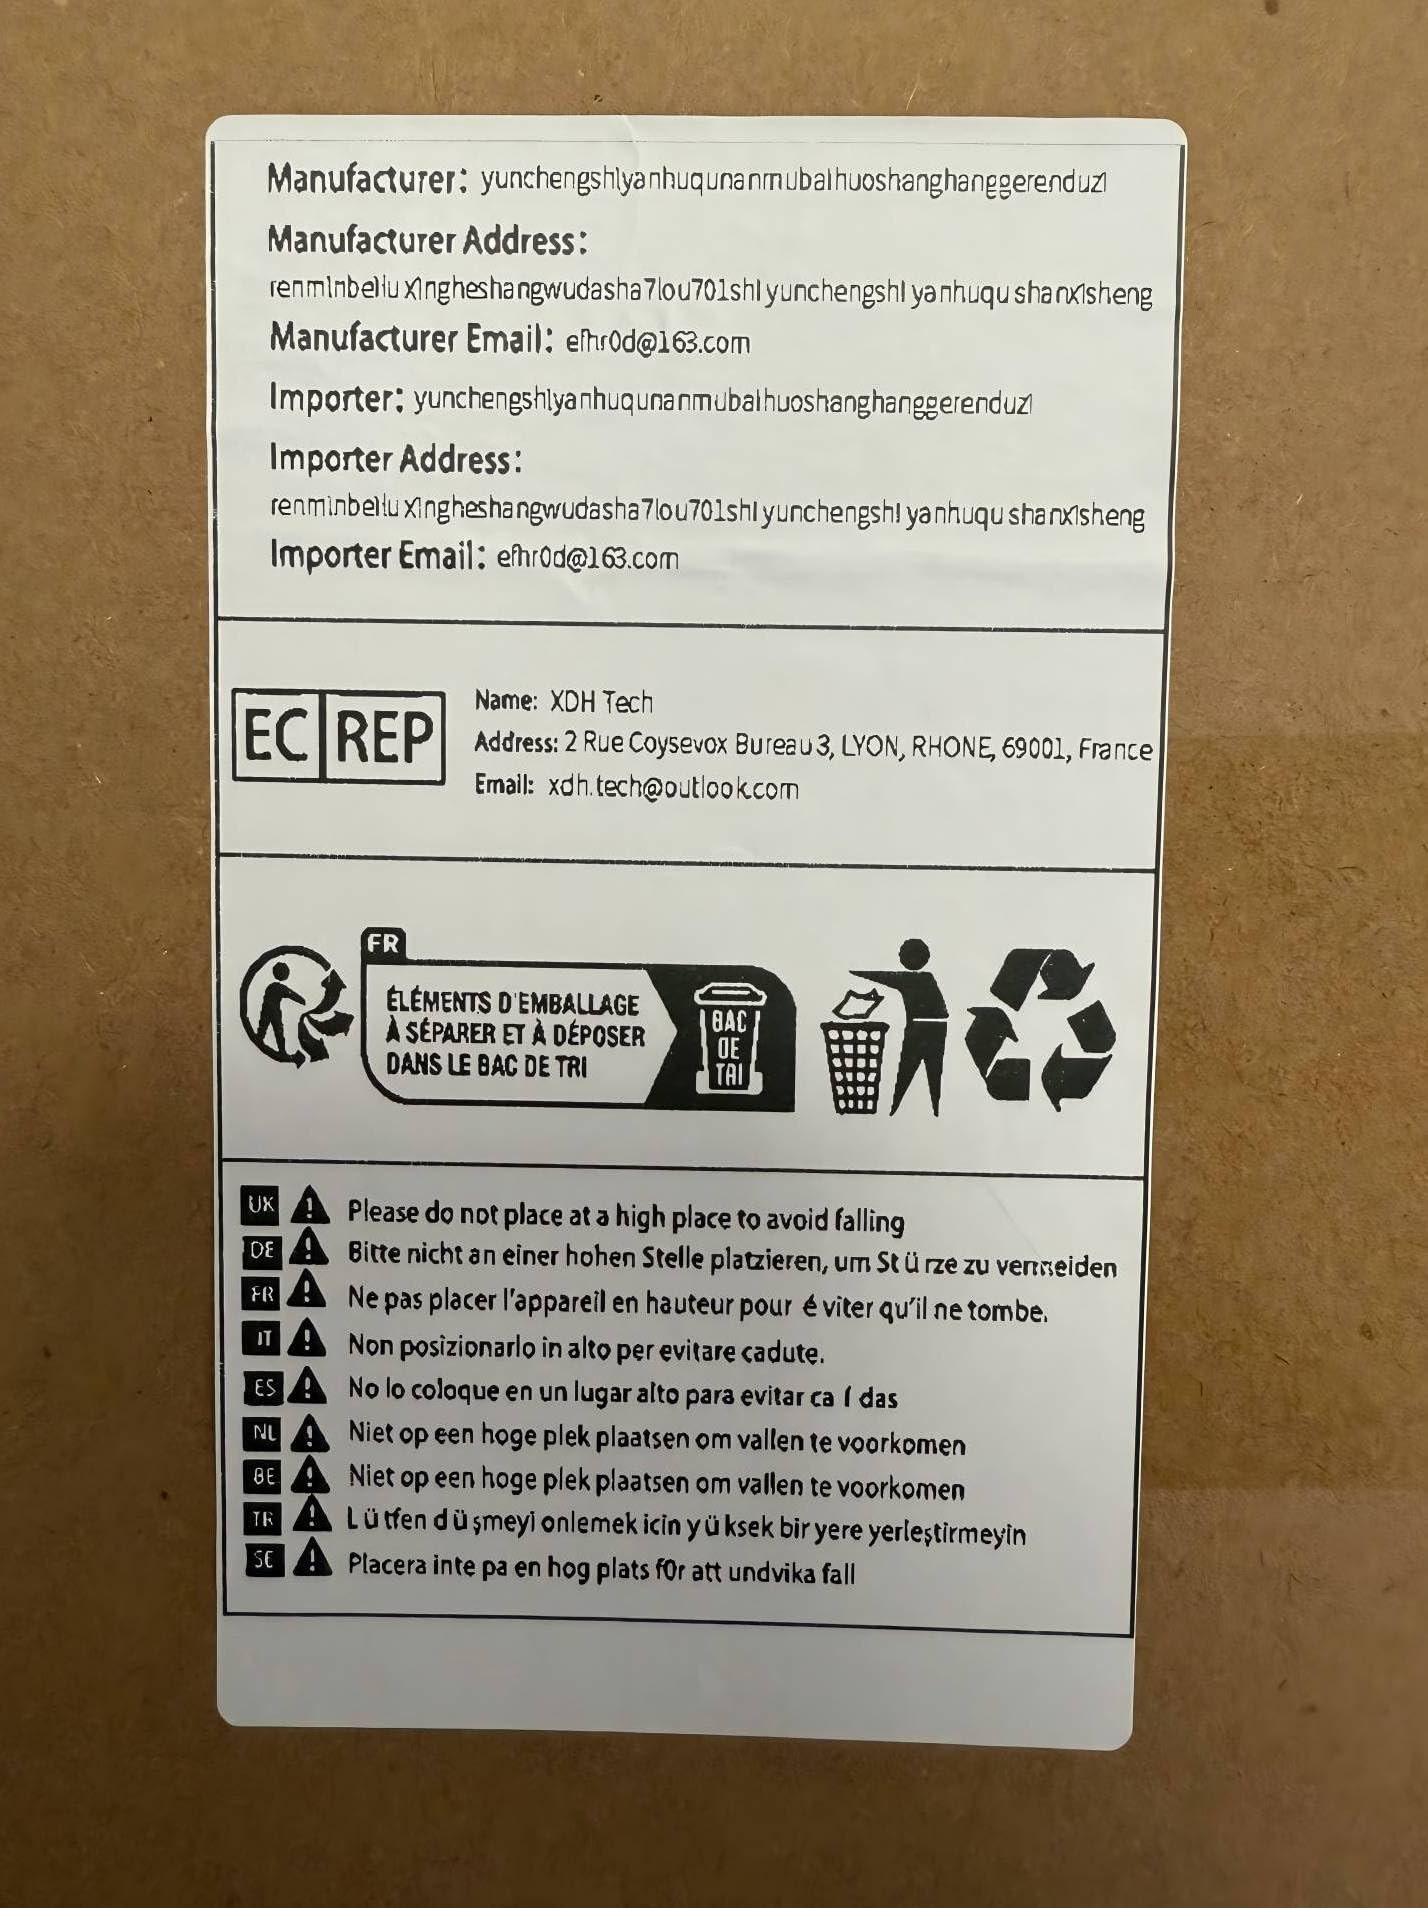 Manufacturer: yunchengshiyanhuqunanmubaihuoshanghanggerenduzi
Manufacturer Address:
renminbeilu xingheshangwudasha7lou701shi yunchengshi yanhuqu shanxisheng
Manufacturer Email: efhr0d@163.com
Importer: yunchengshiyanhuqunanmubaihuoshanghanggerenduzi
Importer Address:
renminbeilu xingheshangwudasha7lou701shi yunchengshi yanhuqu shanxisheng
Importer Email: efhr0d@163.com
EC REP
Name: XDH Tech
Address: 2 Rue Coysevox Bureau 3, LYON, RHONE, 69001, France
Email: xdh.tech@outlook.com
FR
ÉLÉMENTS D'EMBALLAGE
À SÉPARER ET À DÉPOSER
DANS LE BAC DE TRI
BAC
DE
TRI
UK Please do not place at a high place to avoid falling
DE Bitte nicht an einer hohen Stelle platzieren, um St ü rze zu vermeiden
FR Ne pas placer l'appareil en hauteur pour é viter qu'il ne tombe.
IT Non posizionarlo in alto per evitare cadute.
ES No lo coloque en un lugar alto para evitar ca í das
NL Niet op een hoge plek plaatsen om vallen te voorkomen
BE Niet op een hoge plek plaatsen om vallen te voorkomen
TR L ü tfen d ü şmeyi onlemek icin y ü ksek bir yere yerleştirmeyin
SE Placera inte pa en hog plats f0r att undvika fall